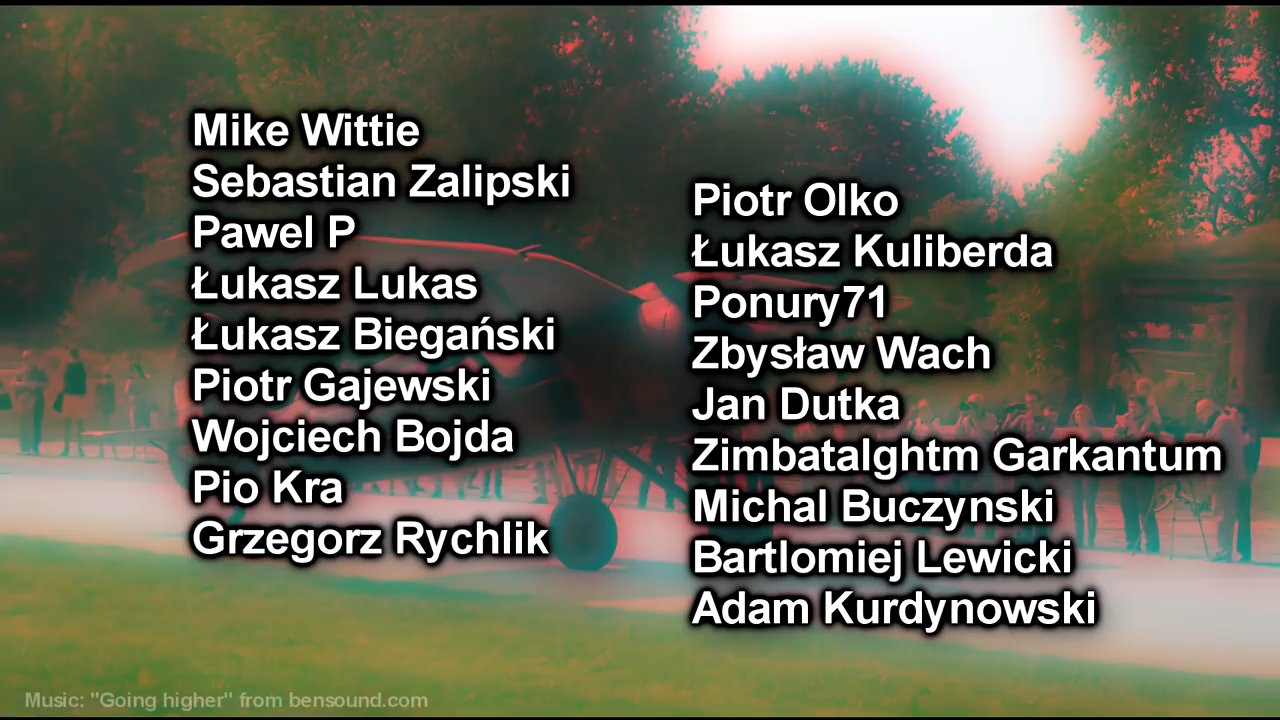 Mike Wittie
Sebastian Zalipski
Pawel P
Łukasz Lukas
Łukasz Biegański
Piotr Gajewski
Wojciech Bojda
Pio Kra
Grzegorz Rychlik
Piotr Olko
Łukasz Kuliberda
Ponury71
Zbysław Wach
Jan Dutka
Zimbatalghtm Garkantum
Michal Buczynski
Bartlomiej Lewicki
Adam Kurdynowski
Music: "Going higher" from bensound.com